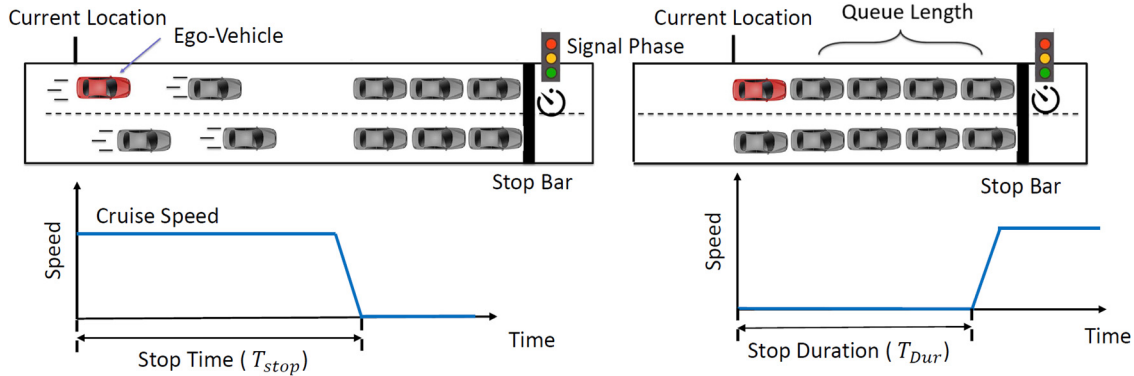 Current Location
Ego-Vehicle
Signal Phase
Stop Bar
Cruise Speed
Speed
Time
Stop Time ( T_stop)
Current Location
Queue Length
Stop Bar
Speed
Time
Stop Duration ( T_Dur)